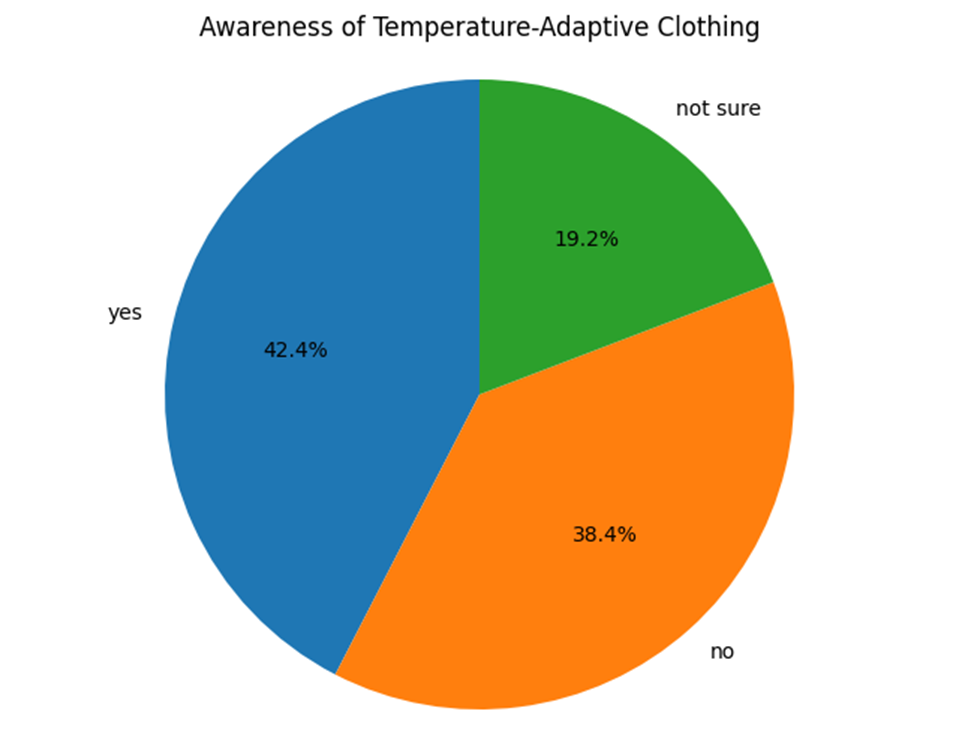 Awareness of Temperature-Adaptive Clothing
not sure
19.2%
yes
42.4%
38.4%
no